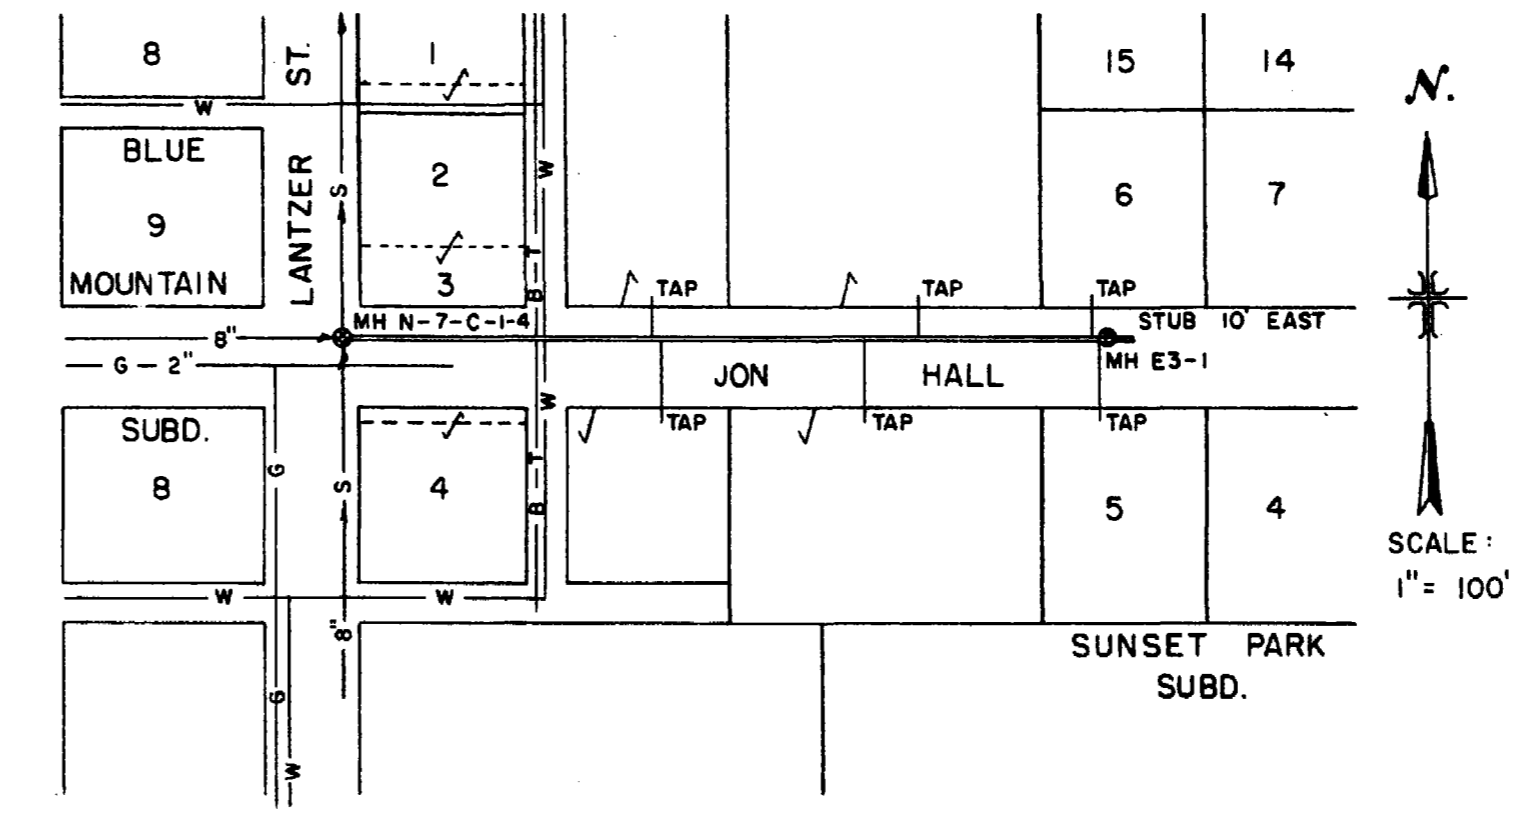 8
LANTZER ST.
1
15
14
N.
W
BLUE
9
MOUNTAIN
S
2
3
W
B T
6
7
TAP
TAP
TAP
MH N-7-C-1-4
STUB 10' EAST
8"
G - 2"
MH E3-1
JON HALL
SUBD.
8
G
S
4
W
B T
TAP
TAP
TAP
5
4
SCALE:
1" = 100'
W
W
8"
SUNSET PARK
SUBD.
G
W